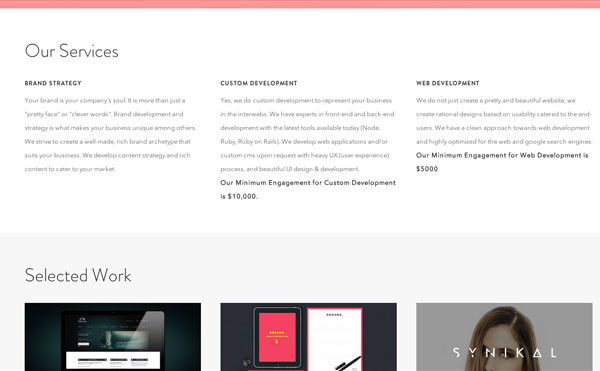 Our Services
BRAND STRATEGY
Your brand is your company's soul. It is more than just a
"pretty face" or "clever words". Brand development and
strategy is what makes your business unique among others.
We strive to create a well-made, rich brand archetype that
suits your business. We develop content strategy and rich
content to cater to your market.
CUSTOM DEVELOPMENT
Yes, we do custom development to represent your business
in the interwebs. We have experts in front-end and back-end
development with the latest tools available today (Node,
Ruby, Ruby on Rails). We develop web applications and/or
custom cms upon request with heavy UX (user experience)
process, and beautiful UI design & development.
Our Minimum Engagement for Custom Development
is $10,000.
WEB DEVELOPMENT
We do not just create a pretty and beautiful website, we
create rational designs based on usability catered to the end-
users. We have a clean approach towards web development
and highly optimized for the web and google search engines.
Our Minimum Engagement for Web Development is
$5000
Selected Work
SYNIKAL